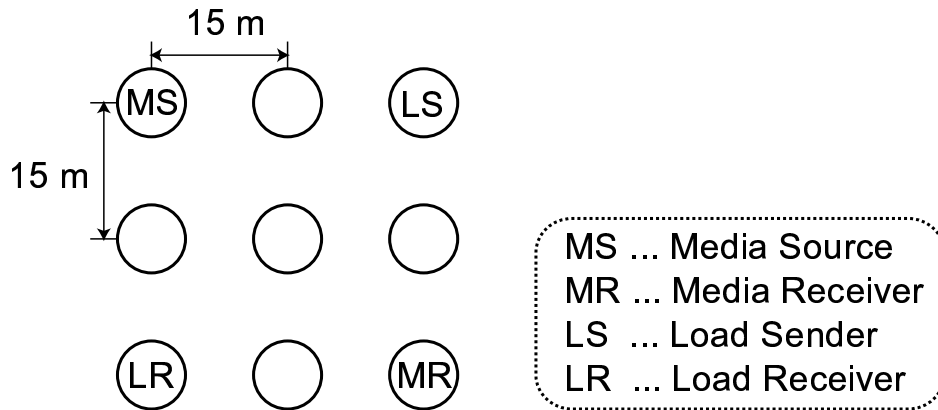 15 m
MS
LS
15 m
LR
MR
MS ... Media Source
MR ... Media Receiver
LS ... Load Sender
LR ... Load Receiver